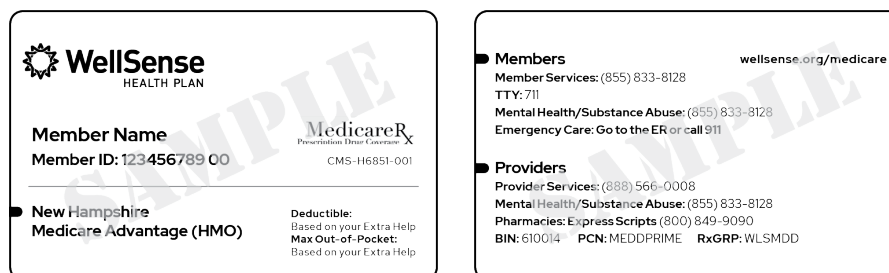 WellSense
HEALTH PLAN
Member Name
Member ID: 123456789 00
MedicareRx
Prescription Drug Coverage
CMS-H6851-001
New Hampshire
Medicare Advantage (HMO)
Deductible:
Based on your Extra Help
Max Out-of-Pocket:
Based on your Extra Help
SAMPLE
Members
wellsense.org/medicare
Member Services: (855) 833-8128
TTY: 711
Mental Health/Substance Abuse: (855) 833-8128
Emergency Care: Go to the ER or call 911
Providers
Provider Services: (888) 566-0008
Mental Health/Substance Abuse: (855) 833-8128
Pharmacies: Express Scripts (800) 849-9090
BIN: 610014 PCN: MEDDPRIME RxGRP: WLSMDD
SAMPLE